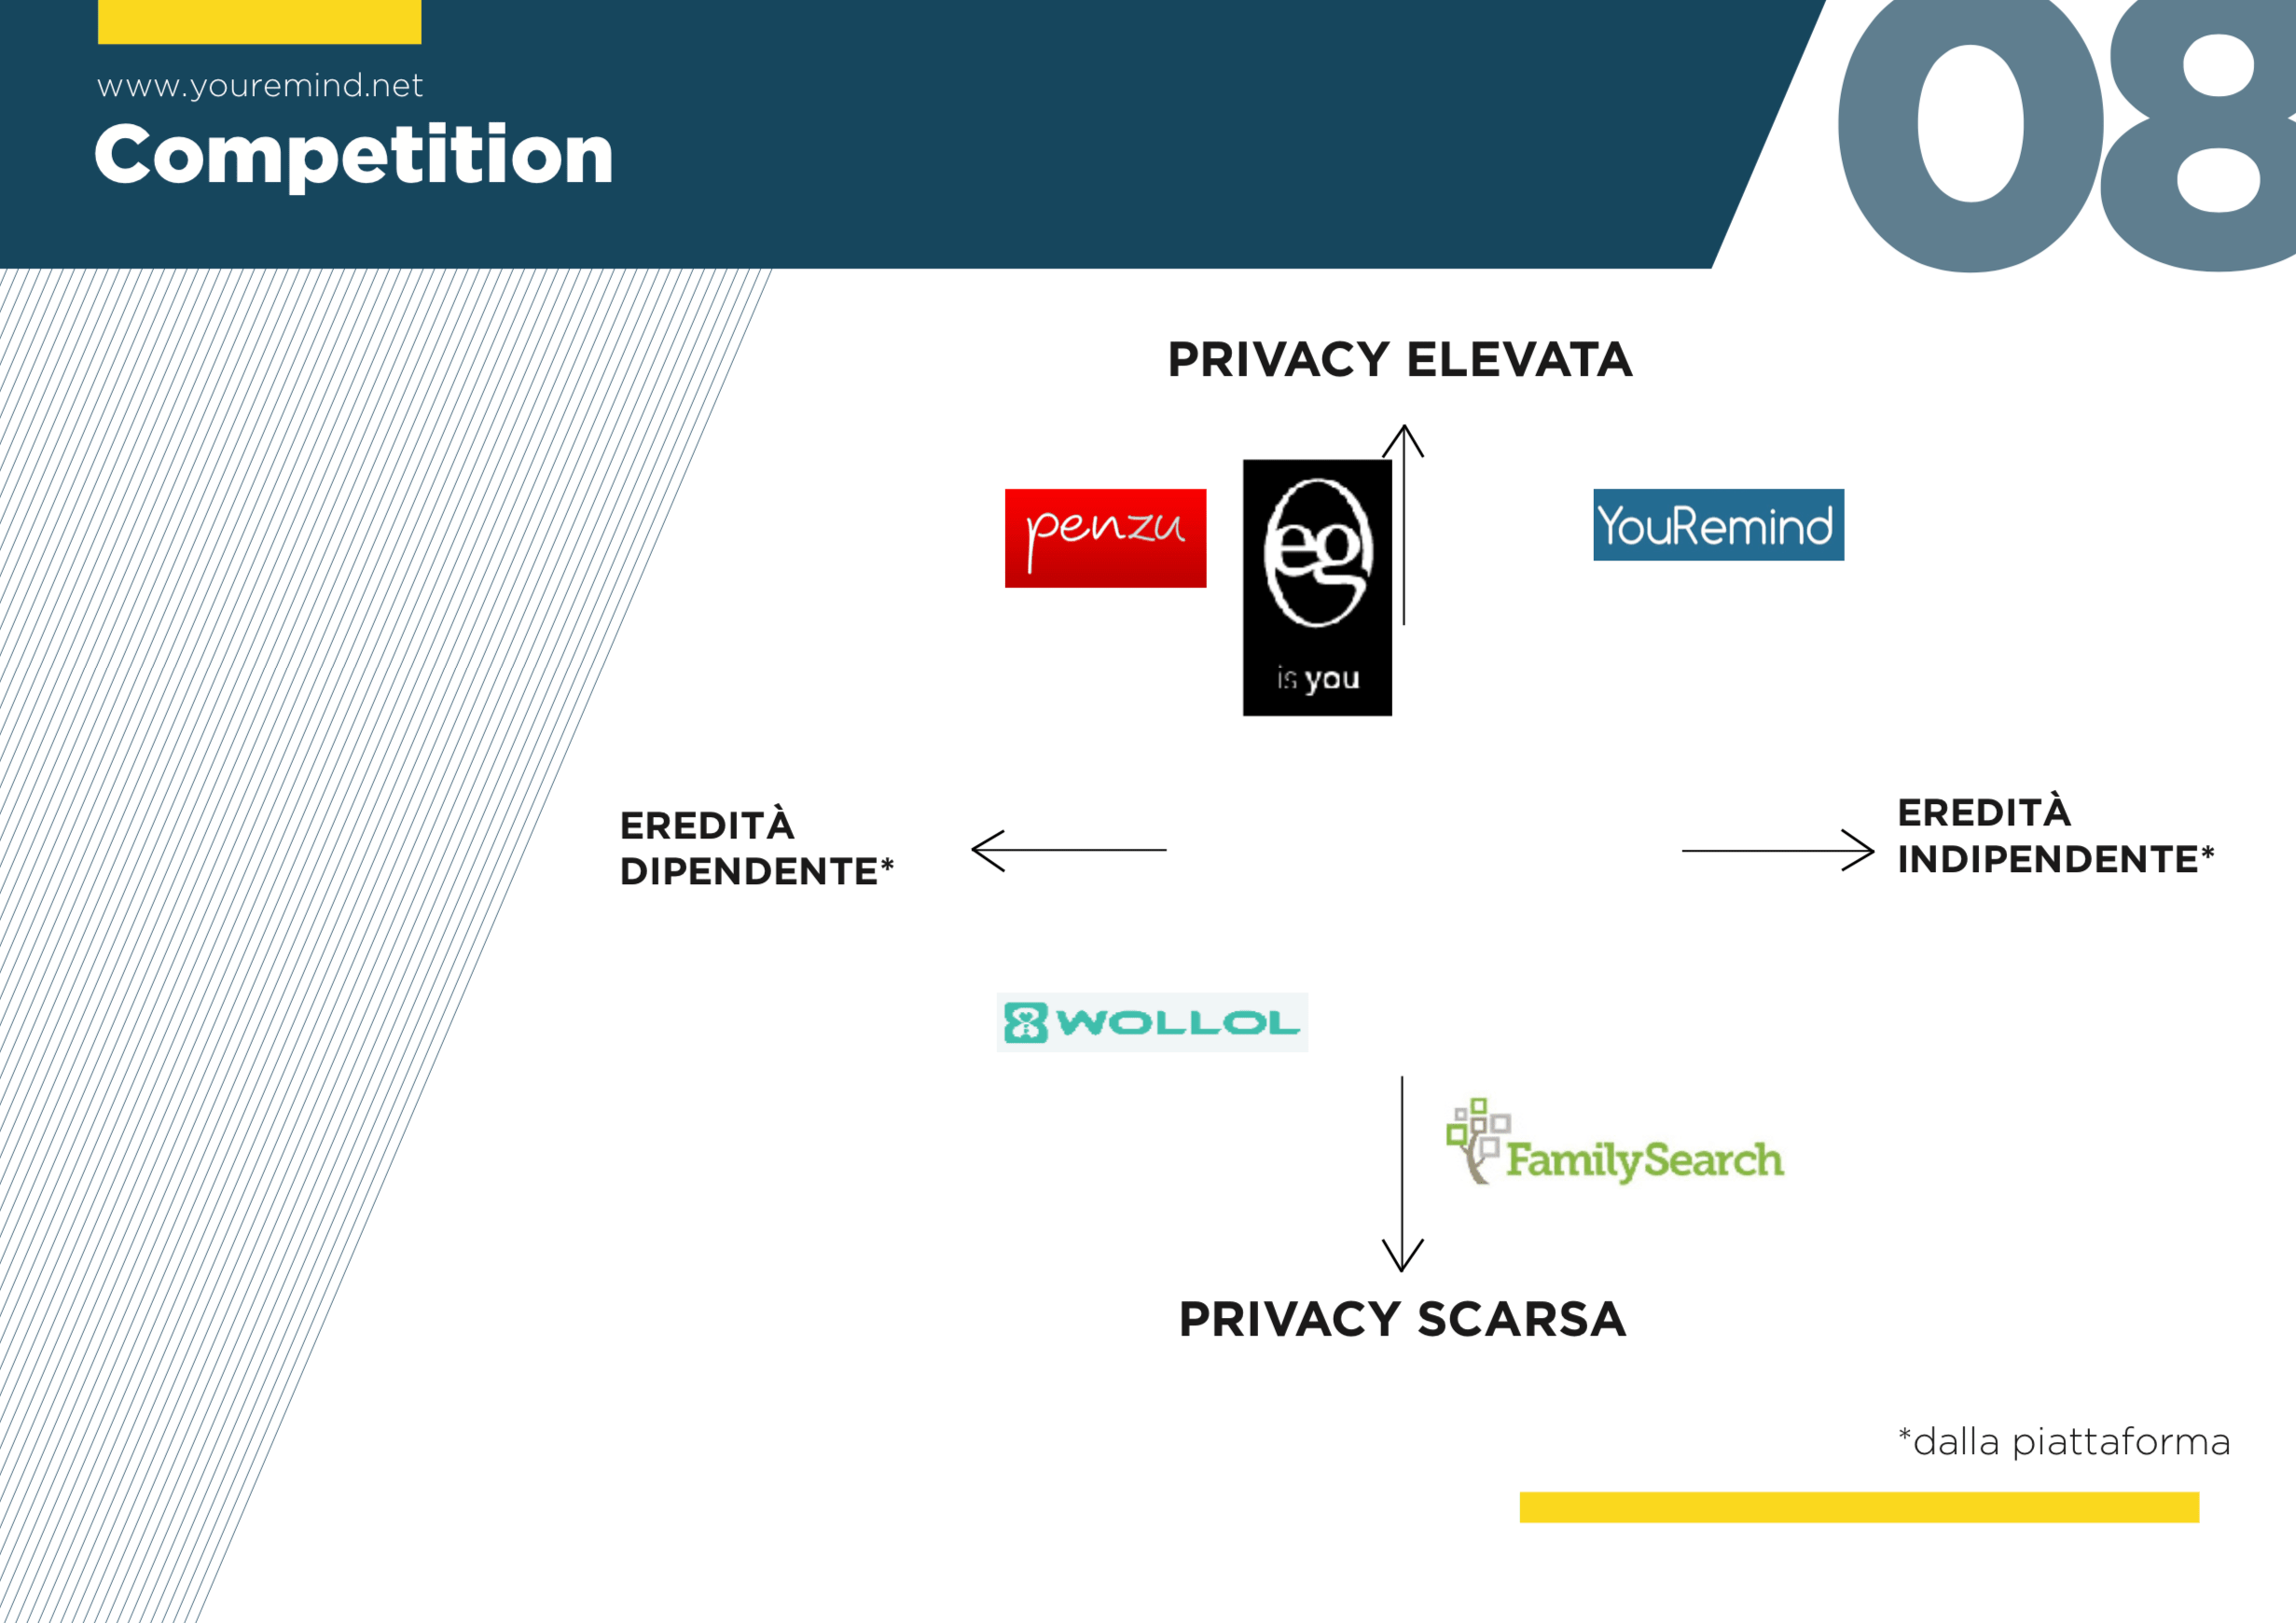 www.youremind.net
Competition
08
PRIVACY ELEVATA
penzu
eg
is you
YouRemind
EREDITÀ
DIPENDENTE*
EREDITÀ
INDIPENDENTE*
WOLLOL
FamilySearch
PRIVACY SCARSA
*dalla piattaforma